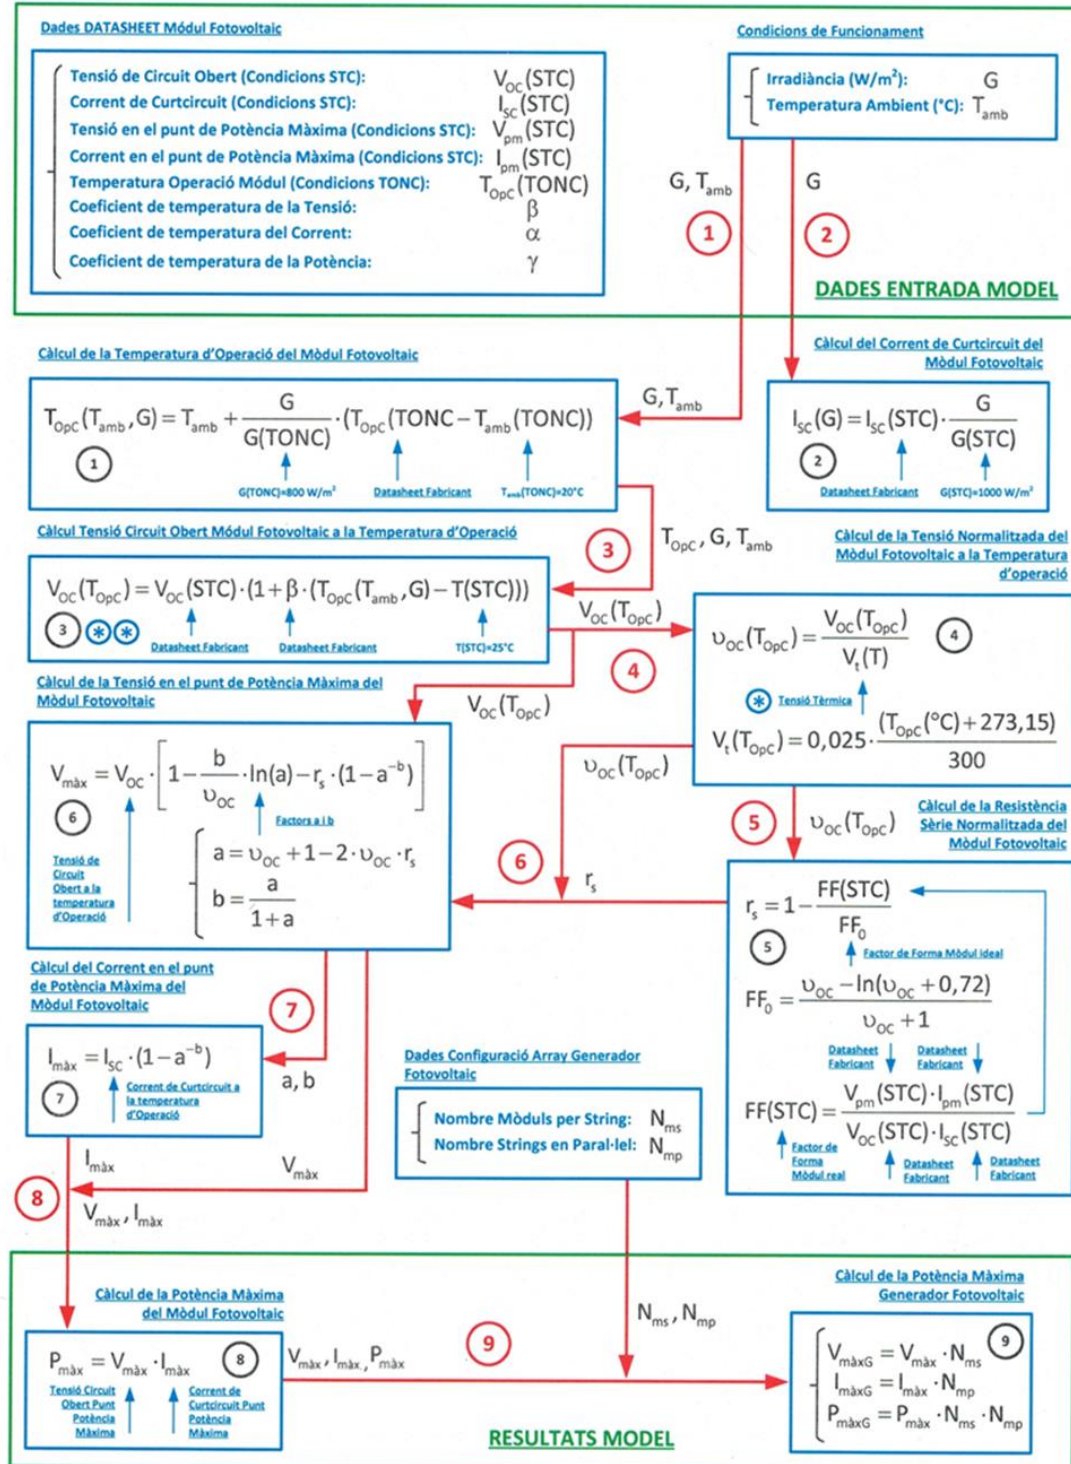 Dades DATASHEET Módul Fotovoltaic
Tensió de Circuit Obert (Condicions STC): V_OC(STC)
Corrent de Curtcircuit (Condicions STC): I_SC(STC)
Tensió en el punt de Potència Màxima (Condicions STC): V_pm(STC)
Corrent en el punt de Potència Màxima (Condicions STC): I_pm(STC)
Temperatura Operació Módul (Condicions TONC): T_OpC(TONC)
Coeficient de temperatura de la Tensió: β
Coeficient de temperatura del Corrent: α
Coeficient de temperatura de la Potència: γ
Condicions de Funcionament
Irradiància (W/m²): G
Temperatura Ambient (°C): T_amb
G, T_amb
G
1
2
DADES ENTRADA MODEL
Càlcul de la Temperatura d'Operació del Mòdul Fotovoltaic
T_OpC(T_amb,G) = T_amb + G/G(TONC)·(T_OpC(TONC−T_amb(TONC))
1
G(TONC)=800 W/m²
Datasheet Fabricant
T_amb(TONC)=20°C
G,T_amb
Càlcul del Corrent de Curtcircuit del
Mòdul Fotovoltaic
I_SC(G) = I_SC(STC)·G/G(STC)
2
Datasheet Fabricant
G(STC)=1000 W/m²
Càlcul Tensió Circuit Obert Módul Fotovoltaic a la Temperatura d'Operació
3
T_OpC, G, T_amb
V_OC(T_OpC) = V_OC(STC)·(1+β·(T_OpC(T_amb,G)−T(STC)))
3 * *
Datasheet Fabricant
Datasheet Fabricant
T(STC)=25°C
V_OC(T_OpC)
4
Càlcul de la Tensió Normalitzada del
Mòdul Fotovoltaic a la Temperatura
d'operació
υ_OC(T_OpC) = V_OC(T_OpC)/V_t(T)
4
* Tensió Tèrmica
V_t(T_OpC) = 0,025·(T_OpC(°C)+273,15)/300
Càlcul de la Tensió en el punt de Potència Màxima del
Mòdul Fotovoltaic
V_OC(T_OpC)
V_màx = V_OC·[1−b/υ_OC·ln(a)−r_s·(1−a^−b)]
6
Factors a i b
a = υ_OC+1−2·υ_OC·r_s
b = a/(1+a)
Tensió de
Circuit
Obert a la
temperatura
d'Operació
υ_OC(T_OpC)
6
r_s
5
υ_OC(T_OpC)
Càlcul de la Resistència
Sèrie Normalitzada del
Mòdul Fotovoltaic
r_s = 1−FF(STC)/FF_0
5
Factor de Forma Mòdul ideal
FF_0 = (υ_OC−ln(υ_OC+0,72))/(υ_OC+1)
Datasheet
Fabricant
Datasheet
Fabricant
FF(STC) = (V_pm(STC)·I_pm(STC))/(V_OC(STC)·I_SC(STC))
Factor de
Forma
Mòdul real
Datasheet
Fabricant
Datasheet
Fabricant
Càlcul del Corrent en el punt
de Potència Màxima del
Mòdul Fotovoltaic
7
a, b
I_màx = I_SC·(1−a^−b)
7
Corrent de Curtcircuit a
la temperatura
d'Operació
Dades Configuració Array Generador
Fotovoltaic
Nombre Mòduls per String: N_ms
Nombre Strings en Paral·lel: N_mp
I_màx
V_màx
8
V_màx, I_màx
Càlcul de la Potència Màxima
del Mòdul Fotovoltaic
P_màx = V_màx·I_màx
8
Tensió Circuit
Obert Punt
Potència
Màxima
Corrent de
Curtcircuit Punt
Potència
Màxima
V_màx, I_màx, P_màx
9
N_ms, N_mp
Càlcul de la Potència Màxima
Generador Fotovoltaic
9
V_màxG = V_màx·N_ms
I_màxG = I_màx·N_mp
P_màxG = P_màx·N_ms·N_mp
RESULTATS MODEL